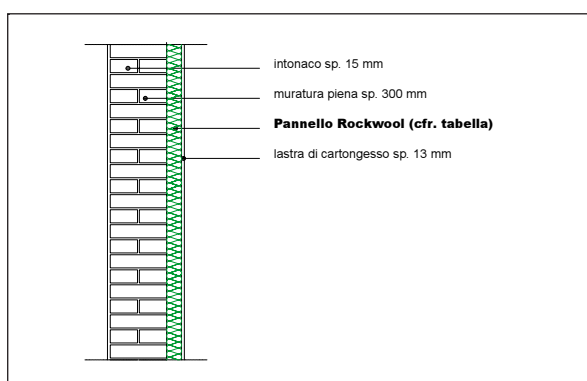 intonaco sp. 15 mm
muratura piena sp. 300 mm
Pannello Rockwool (cfr. tabella)
lastra di cartongesso sp. 13 mm